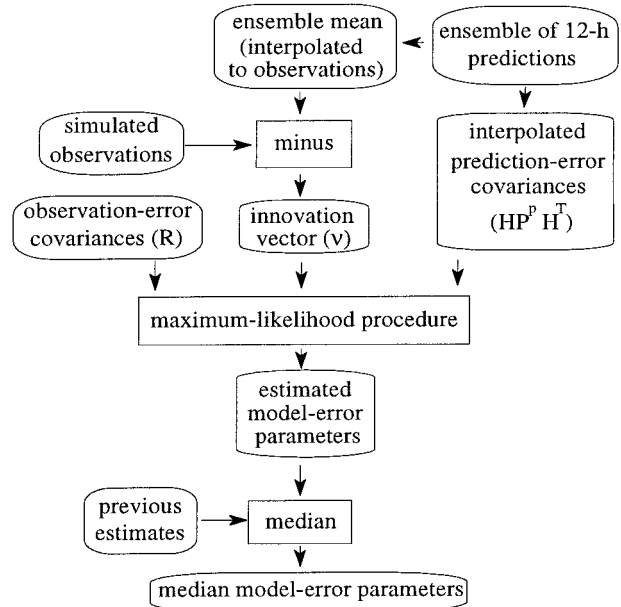 ensemble mean
(interpolated
to observations)
ensemble of 12-h
predictions
simulated
observations
minus
interpolated
prediction-error
covariances
(HP^p H^T)
observation-error
covariances (R)
innovation
vector (ν)
maximum-likelihood procedure
estimated
model-error
parameters
previous
estimates
median
median model-error parameters